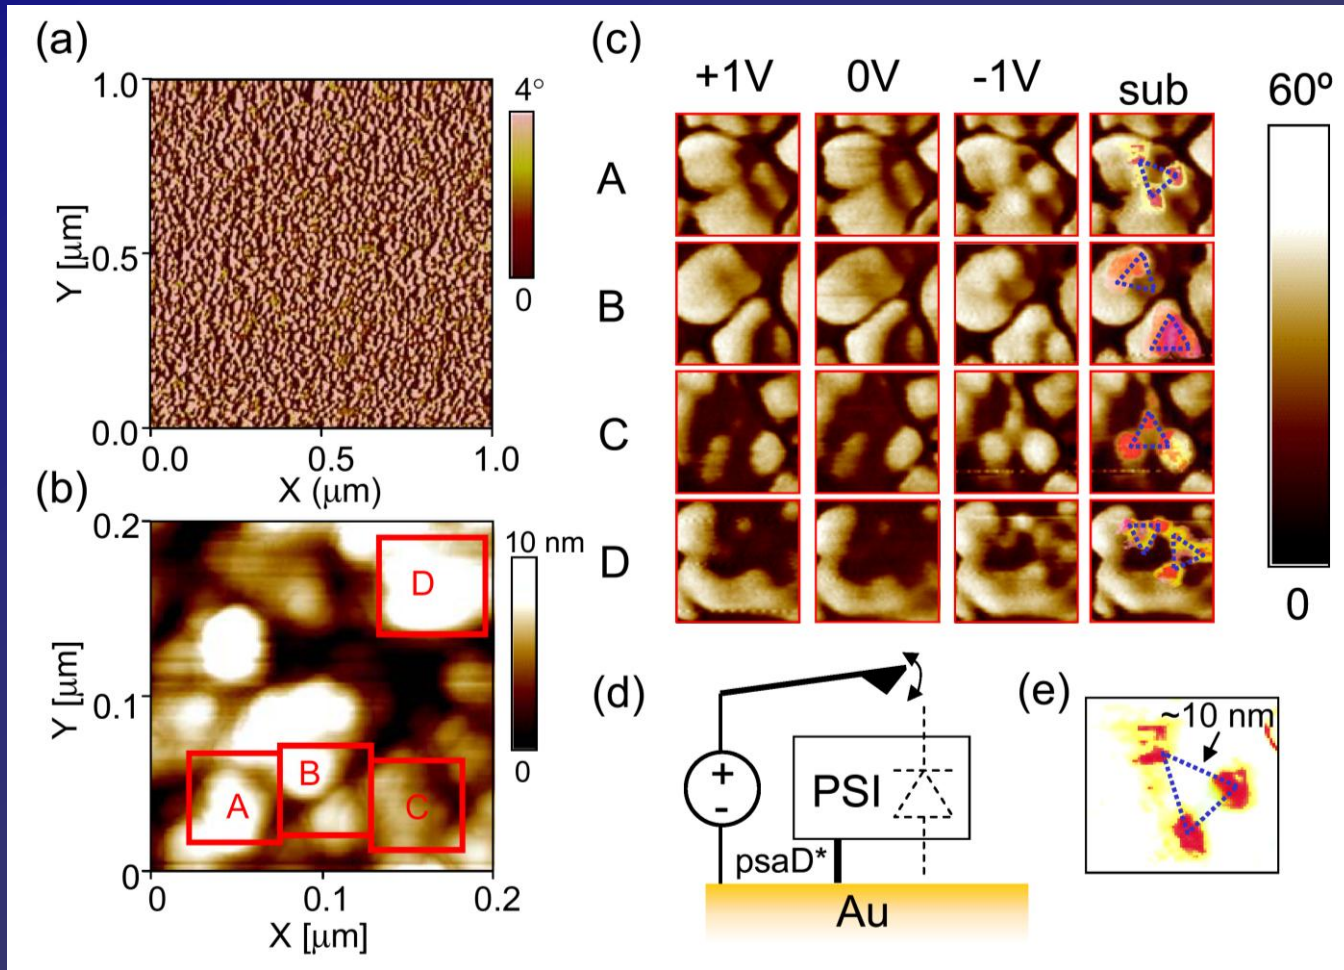 (a)
1.0
0.5
0.0
Y [μm]
0.0 0.5 1.0
X (μm)
4°
0
(b)
0.2
0.1
0
Y [μm]
0 0.1 0.2
X [μm]
10 nm
0
D
B
A
C
(c)
+1V 0V -1V sub
A
B
C
D
60º
0
(d)
+
-
PSI
psaD*
Au
(e)
~10 nm